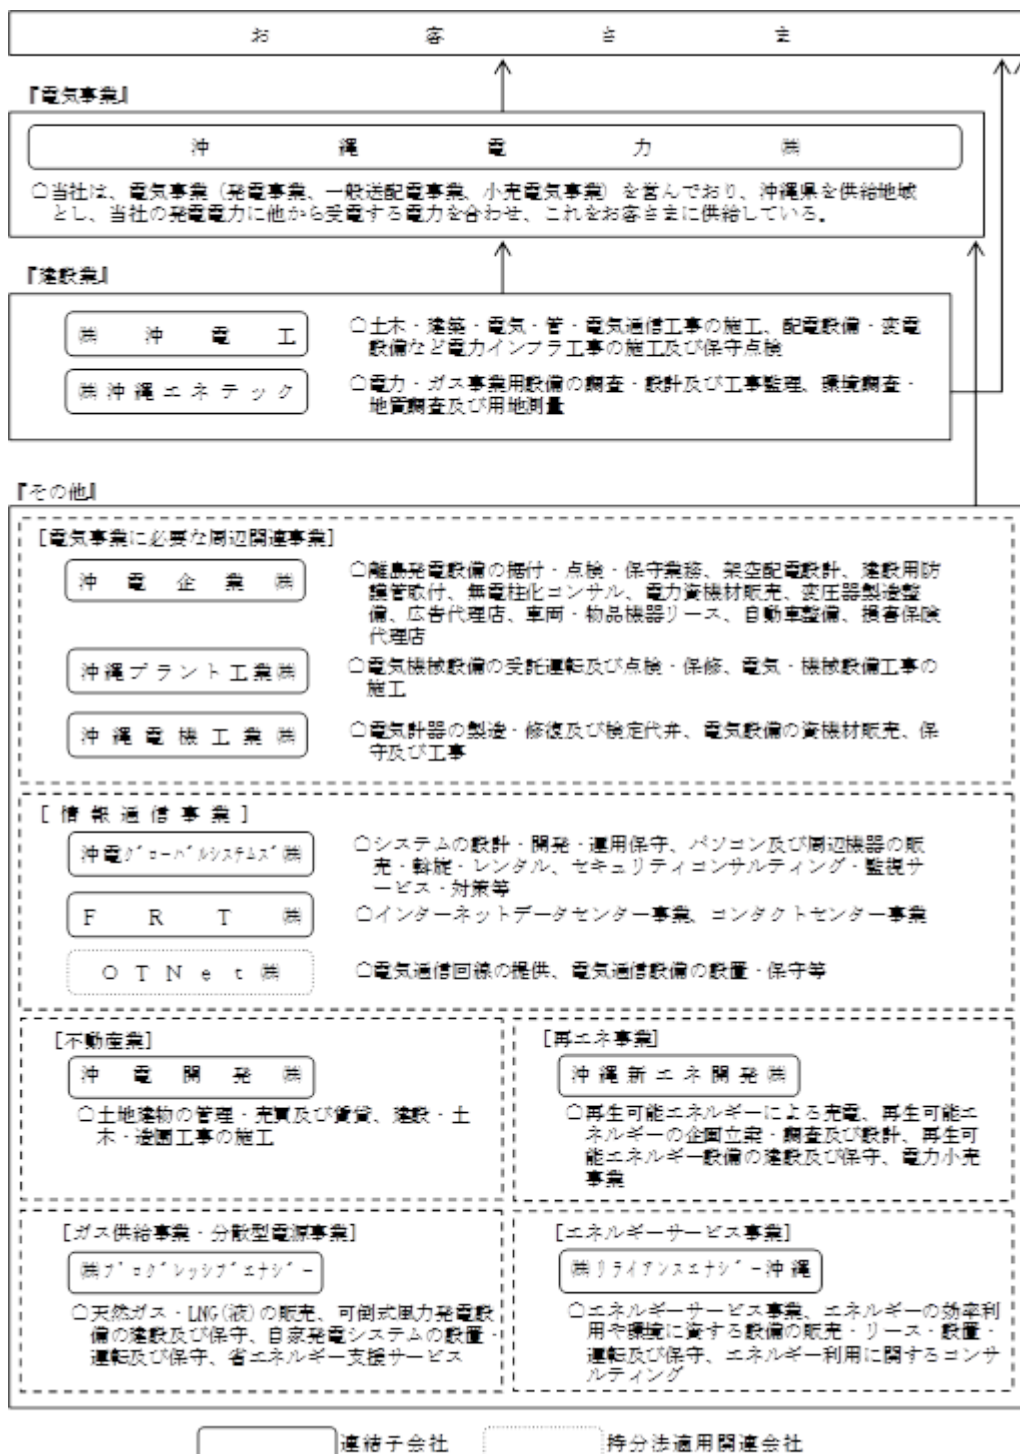 お客さま
『電気事業』
沖縄電力㈱
○当社は、電気事業（発電事業、一般送配電事業、小売電気事業）を営んでおり、沖縄県を供給地域
とし、当社の発電電力に他から受電する電力を合わせ、これをお客さまに供給している。
『建設業』
㈱沖電工
○土木・建築・電気・管・電気通信工事の施工、配電設備・変電
設備など電力インフラ工事の施工及び保守点検
㈱沖縄エネテック
○電力・ガス事業用設備の調査・設計及び工事監理、環境調査・
地質調査及び用地測量
『その他』
[電気事業に必要な周辺関連事業]
沖電企業㈱
○離島発電設備の据付・点検・保守業務、架空配電設計、建設用防
護管取付、無電柱化コンサル、電力資機材販売、変圧器製造整
備、広告代理店、車両・物品機器リース、自動車整備、損害保険
代理店
沖縄プラント工業㈱
○電気機械設備の受託運転及び点検・保修、電気・機械設備工事の
施工
沖縄電機工業㈱
○電気計器の製造・修復及び検定代弁、電気設備の資機材販売、保
守及び工事
[情報通信事業]
沖電ｸﾞﾛｰﾊﾞﾙｼｽﾃﾑｽﾞ㈱
○システムの設計・開発・運用保守、パソコン及び周辺機器の販
売・斡旋・レンタル、セキュリティコンサルティング・監視サ
ービス・対策等
FRT㈱
○インターネットデータセンター事業、コンタクトセンター事業
OTNet㈱
○電気通信回線の提供、電気通信設備の設置・保守等
[不動産業]
沖電開発㈱
○土地建物の管理・売買及び賃貸、建設・土
木・造園工事の施工
[再エネ事業]
沖縄新エネ開発㈱
○再生可能エネルギーによる売電、再生可能エ
ネルギーの企画立案・調査及び設計、再生可
能エネルギー設備の建設及び保守、電力小売
事業
[ガス供給事業・分散型電源事業]
㈱ﾌﾟﾛｸﾞﾚｯｼﾌﾞｴﾅｼﾞｰ
○天然ガス・LNG(液)の販売、可倒式風力発電設
備の建設及び保守、自家発電システムの設置・
運転及び保守、省エネルギー支援サービス
[エネルギーサービス事業]
㈱ﾘﾗｲｱﾝｽｴﾅｼﾞｰ沖縄
○エネルギーサービス事業、エネルギーの効率利
用や環境に資する設備の販売・リース・設置・
運転及び保守、エネルギー利用に関するコンサ
ルティング
連結子会社
持分法適用関連会社